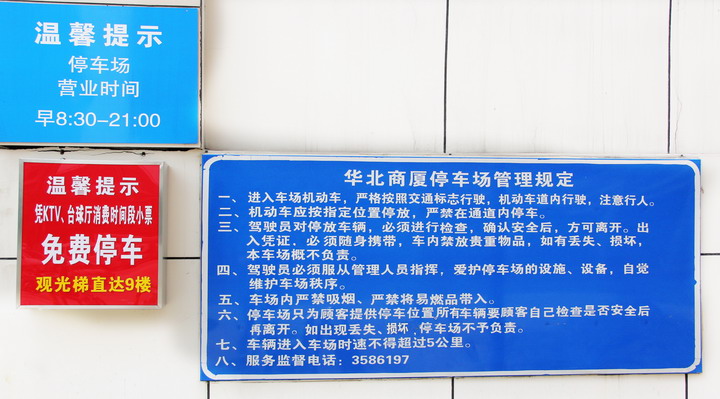 温馨提示
停车场
营业时间
早8:30-21:00
温馨提示
凭KTV、台球厅消费时间段小票
免费停车
观光梯直达9楼
华北商厦停车场管理规定
一、进入车场机动车，严格按照交通标志行驶，机动车道内行驶，注意行人。
二、机动车应按指定位置停放，严禁在通道内停车。
三、驾驶员对停放车辆，必须进行检查，确认安全后，方可离开。出
入凭证，必须随身携带，车内禁放贵重物品，如有丢失、损坏，
本车场概不负责。
四、驾驶员必须服从管理人员指挥，爱护停车场的设施、设备，自觉
维护车场秩序。
五、车场内严禁吸烟、严禁将易燃品带入。
六、停车场只为顾客提供停车位置所有车辆要顾客自己检查是否安全后
再离开。如出现丢失、损坏，停车场不予负责。
七、车辆进入车场时速不得超过5公里。
八、服务监督电话：3586197